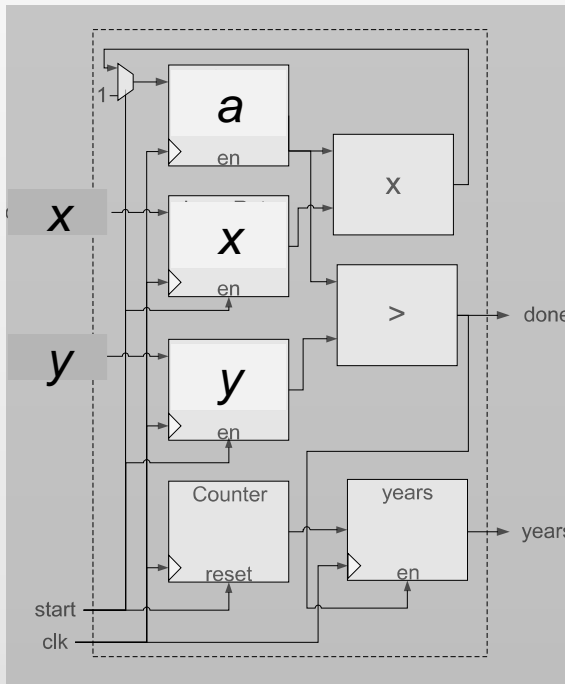 1
a
en
x
x
x
en
>
done
y
y
en
Counter
years
years
reset
en
start
clk